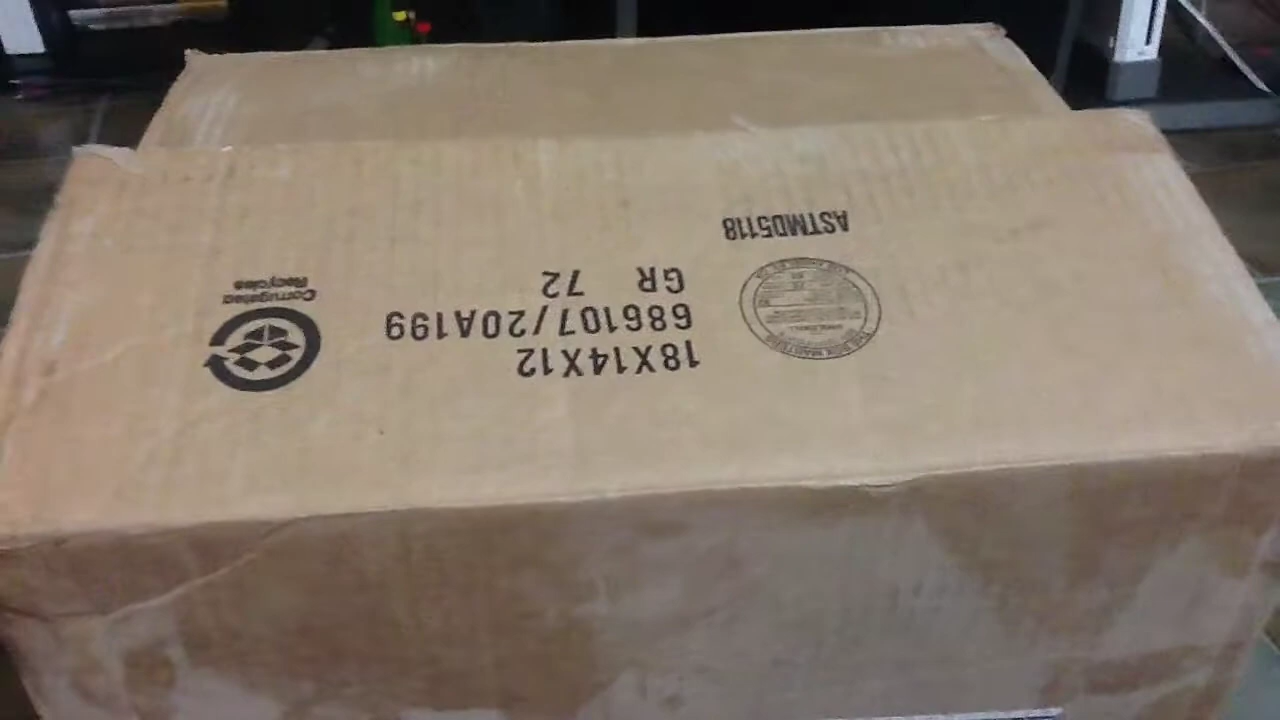 18X14X12
686107/20A199
GR 72
ASTMD5118
Corrugated
Recycles